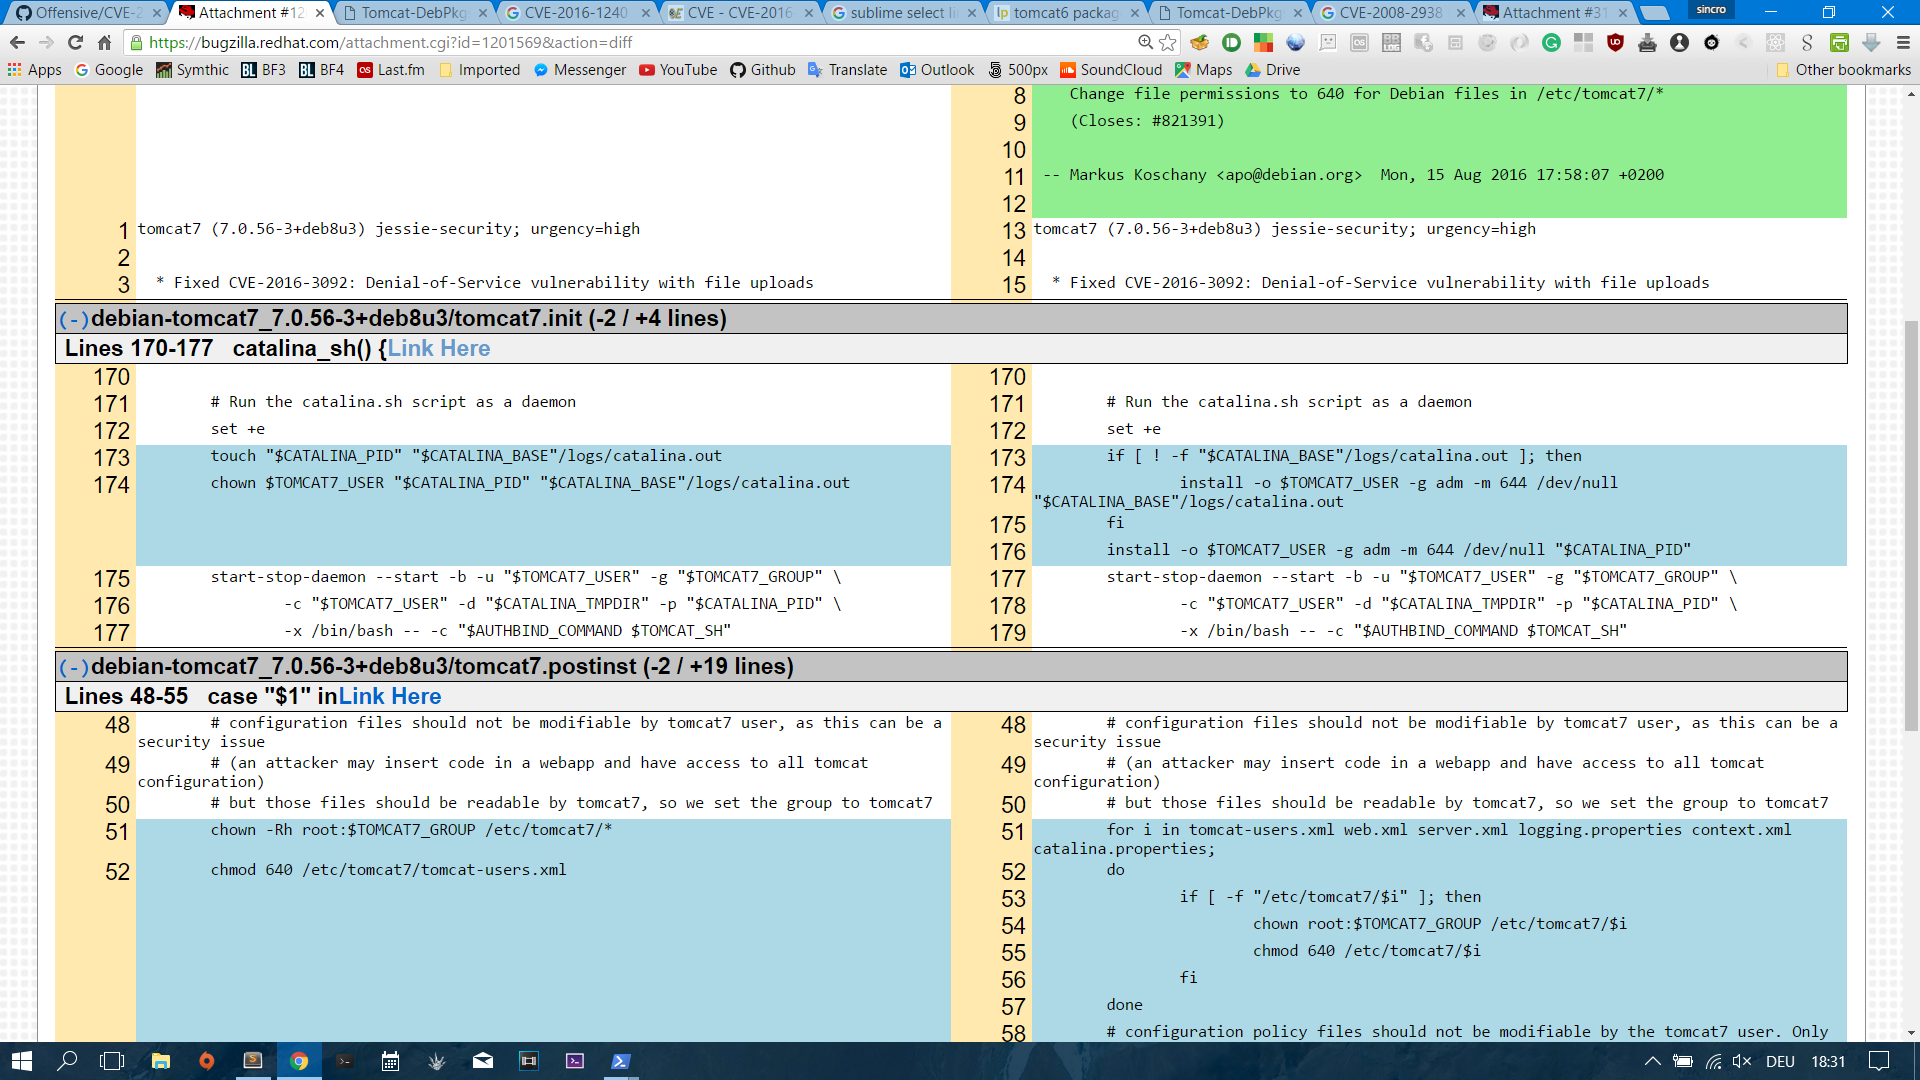 Offensive/CVE-2
Attachment #12
Tomcat-DebPkg
CVE-2016-1240
CVE - CVE-2016
sublime select li
tomcat6 packag
Tomcat-DebPkg
CVE-2008-2938
Attachment #31
sincro
https://bugzilla.redhat.com/attachment.cgi?id=1201569&action=diff
Apps Google Symthic BF3 BF4 Last.fm Imported Messenger YouTube Github Translate Outlook 500px SoundCloud Maps Drive Other bookmarks
8 Change file permissions to 640 for Debian files in /etc/tomcat7/*
9 (Closes: #821391)
10
11 -- Markus Koschany <apo@debian.org>  Mon, 15 Aug 2016 17:58:07 +0200
12
1 tomcat7 (7.0.56-3+deb8u3) jessie-security; urgency=high 13 tomcat7 (7.0.56-3+deb8u3) jessie-security; urgency=high
2 14
3 * Fixed CVE-2016-3092: Denial-of-Service vulnerability with file uploads 15 * Fixed CVE-2016-3092: Denial-of-Service vulnerability with file uploads
(-)debian-tomcat7_7.0.56-3+deb8u3/tomcat7.init (-2 / +4 lines)
Lines 170-177 catalina_sh() {Link Here
170 170
171 # Run the catalina.sh script as a daemon 171 # Run the catalina.sh script as a daemon
172 set +e 172 set +e
173 touch "$CATALINA_PID" "$CATALINA_BASE"/logs/catalina.out 173 if [ ! -f "$CATALINA_BASE"/logs/catalina.out ]; then
174 chown $TOMCAT7_USER "$CATALINA_PID" "$CATALINA_BASE"/logs/catalina.out 174 install -o $TOMCAT7_USER -g adm -m 644 /dev/null
"$CATALINA_BASE"/logs/catalina.out
175 fi
176 install -o $TOMCAT7_USER -g adm -m 644 /dev/null "$CATALINA_PID"
175 start-stop-daemon --start -b -u "$TOMCAT7_USER" -g "$TOMCAT7_GROUP" \ 177 start-stop-daemon --start -b -u "$TOMCAT7_USER" -g "$TOMCAT7_GROUP" \
176 -c "$TOMCAT7_USER" -d "$CATALINA_TMPDIR" -p "$CATALINA_PID" \ 178 -c "$TOMCAT7_USER" -d "$CATALINA_TMPDIR" -p "$CATALINA_PID" \
177 -x /bin/bash -- -c "$AUTHBIND_COMMAND $TOMCAT_SH" 179 -x /bin/bash -- -c "$AUTHBIND_COMMAND $TOMCAT_SH"
(-)debian-tomcat7_7.0.56-3+deb8u3/tomcat7.postinst (-2 / +19 lines)
Lines 48-55 case "$1" inLink Here
48 # configuration files should not be modifiable by tomcat7 user, as this can be a 48 # configuration files should not be modifiable by tomcat7 user, as this can be a
security issue security issue
49 # (an attacker may insert code in a webapp and have access to all tomcat 49 # (an attacker may insert code in a webapp and have access to all tomcat
configuration) configuration)
50 # but those files should be readable by tomcat7, so we set the group to tomcat7 50 # but those files should be readable by tomcat7, so we set the group to tomcat7
51 chown -Rh root:$TOMCAT7_GROUP /etc/tomcat7/* 51 for i in tomcat-users.xml web.xml server.xml logging.properties context.xml
catalina.properties;
52 chmod 640 /etc/tomcat7/tomcat-users.xml 52 do
53 if [ -f "/etc/tomcat7/$i" ]; then
54 chown root:$TOMCAT7_GROUP /etc/tomcat7/$i
55 chmod 640 /etc/tomcat7/$i
56 fi
57 done
58 # configuration policy files should not be modifiable by the tomcat7 user. Only
DEU 18:31